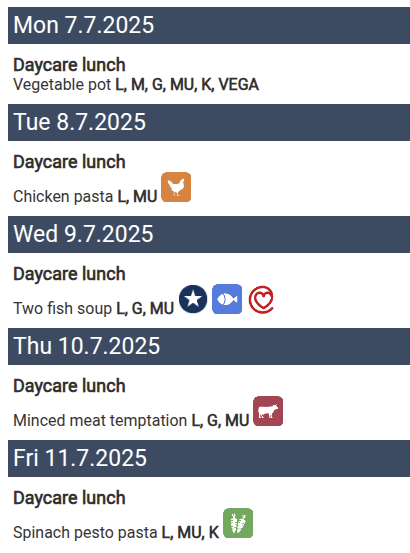 Mon 7.7.2025
Daycare lunch
Vegetable pot L, M, G, MU, K, VEGA
Tue 8.7.2025
Daycare lunch
Chicken pasta L, MU
Wed 9.7.2025
Daycare lunch
Two fish soup L, G, MU
Thu 10.7.2025
Daycare lunch
Minced meat temptation L, G, MU
Fri 11.7.2025
Daycare lunch
Spinach pesto pasta L, MU, K